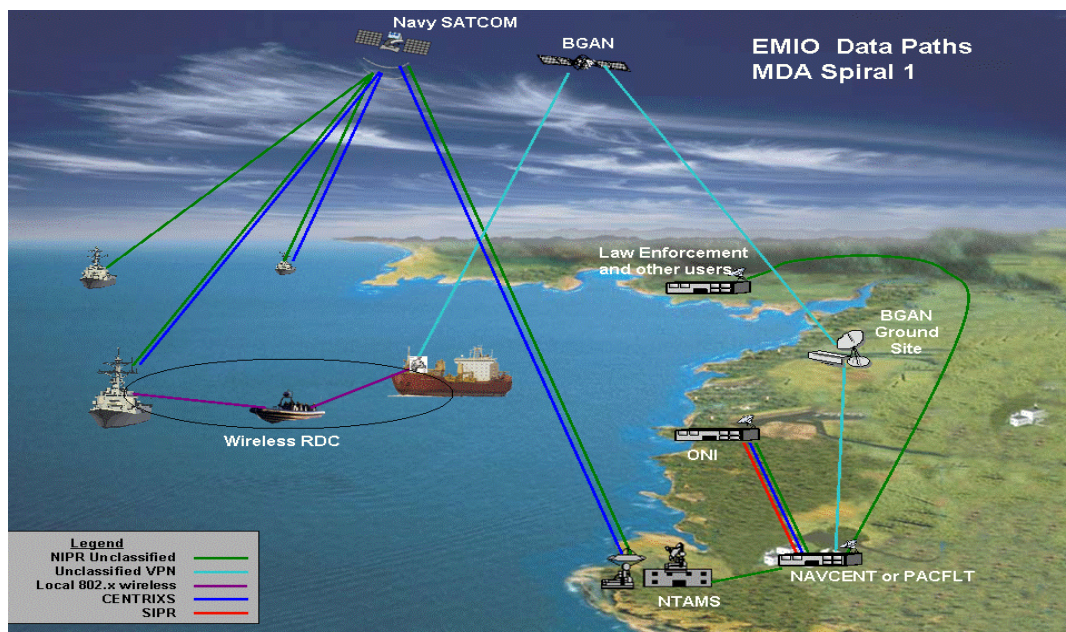 Navy SATCOM
BGAN
EMIO Data Paths
MDA Spiral 1
Law Enforcement
and other users
BGAN
Ground
Site
Wireless RDC
ONI
NTAMS
NAVCENT or PACFLT
Legend
NIPR Unclassified
Unclassified VPN
Local 802.x wireless
CENTRIXS
SIPR